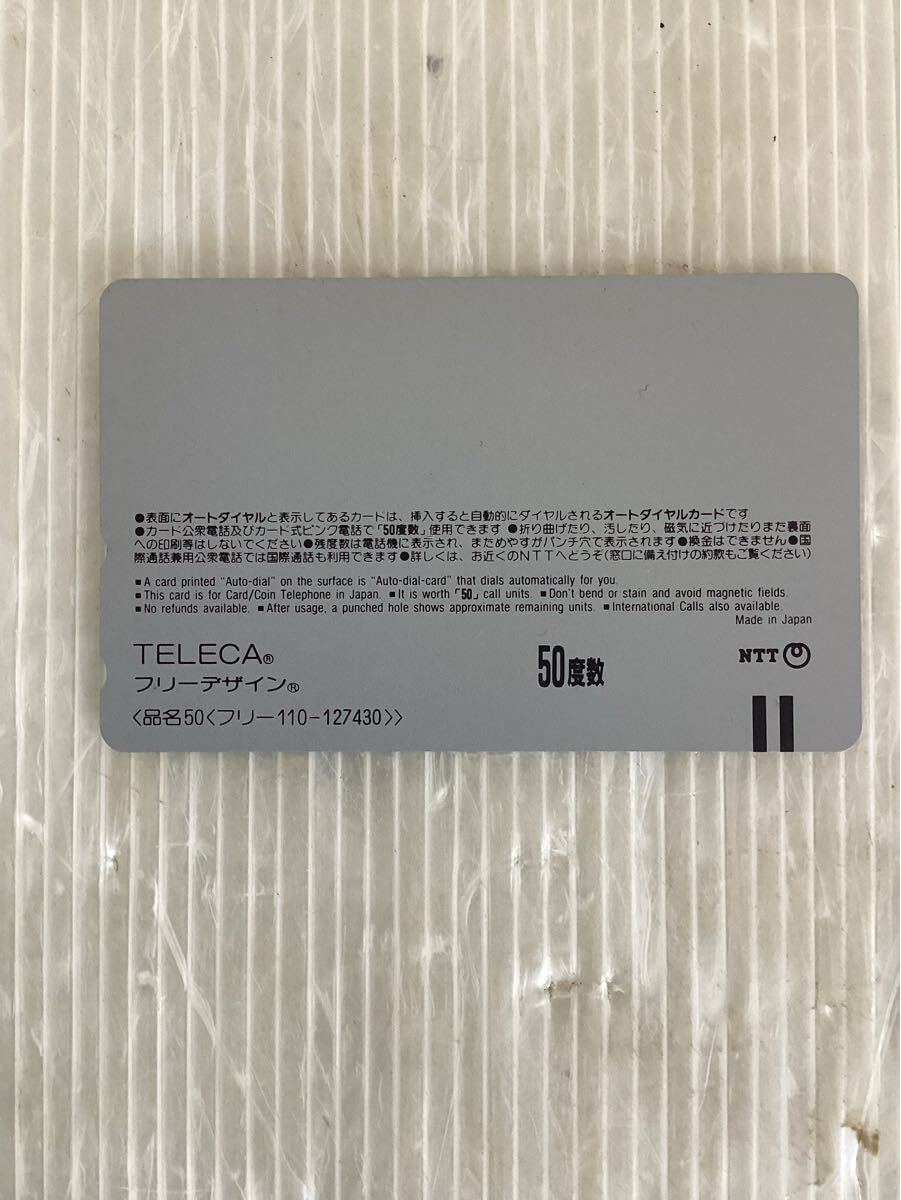 ●表面にオートダイヤルと表示してあるカードは、挿入すると自動的にダイヤルされるオートダイヤルカードです
●カード公衆電話及びカード式ピンク電話で「50度数」使用できます ●折り曲げたり、汚したり、磁気に近づけたりまた裏面
への印刷等はしないでください●残度数は電話機に表示され、まためやすがパンチ穴で表示されます●換金はできません●国
際通話兼用公衆電話では国際通話も利用できます●詳しくは、お近くのNTTへどうぞ(窓口に備え付けの約款もご覧ください)
■ A card printed "Auto-dial" on the surface is "Auto-dial-card" that dials automatically for you.
■ This card is for Card/Coin Telephone in Japan. ■ It is worth「50」call units. ■ Don't bend or stain and avoid magnetic fields.
■ No refunds available. ■ After usage, a punched hole shows approximate remaining units. ■ International Calls also available.
Made in Japan
TELECA®
フリーデザイン®
50度数
NTT
〈品名50〈フリー110-127430〉〉